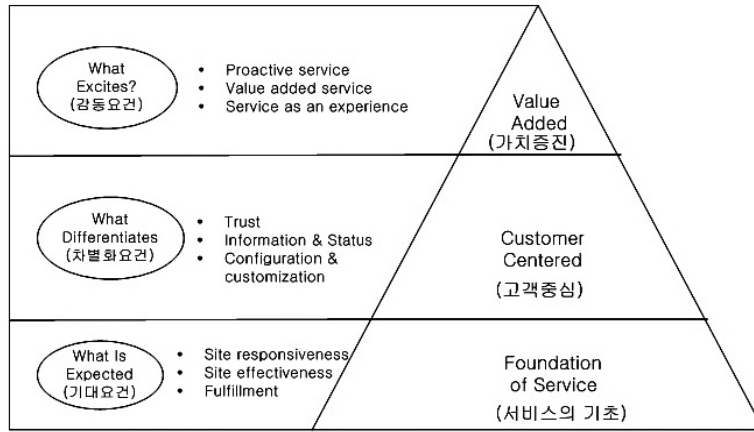 What
Excites?
(감동요건)
• Proactive service
• Value added service
• Service as an experience
Value
Added
(가치증진)
What
Differentiates
(차별화요건)
• Trust
• Information & Status
• Configuration &
customization
Customer
Centered
(고객중심)
What Is
Expected
(기대요건)
• Site responsiveness
• Site effectiveness
• Fulfillment
Foundation
of Service
(서비스의 기초)